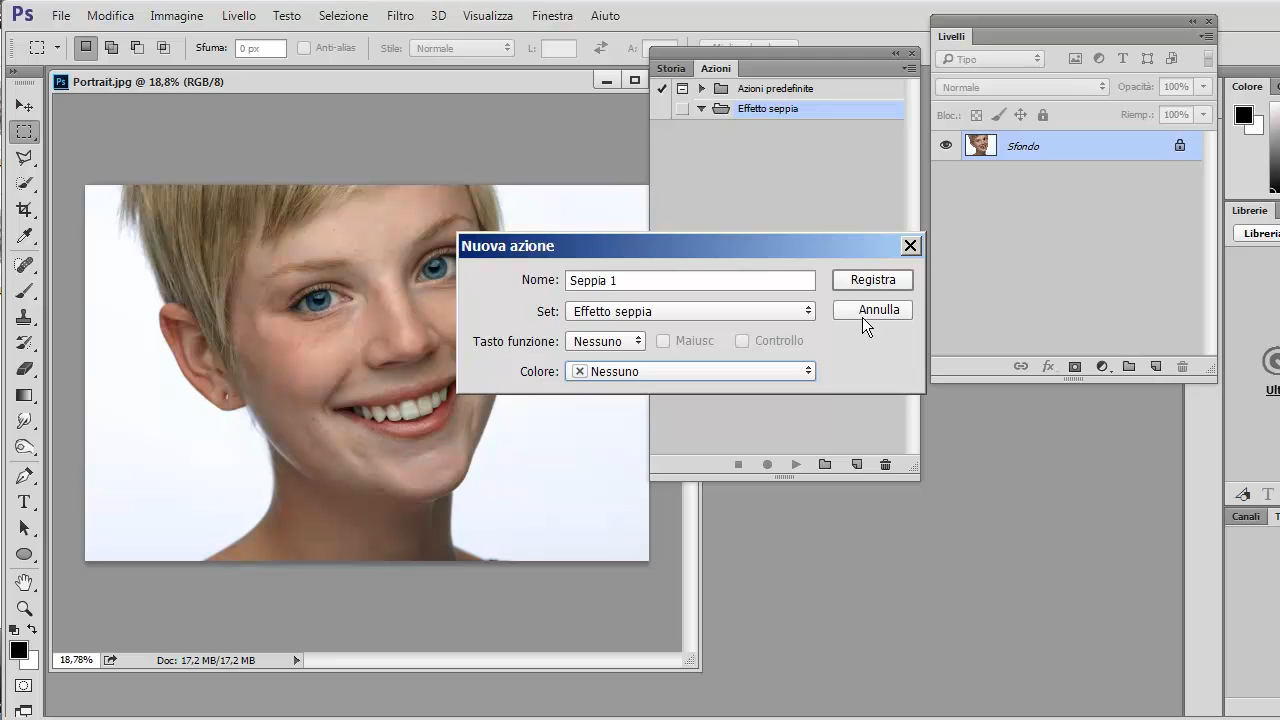 Ps File Modifica Immagine Livello Testo Selezione Filtro 3D Visualizza Finestra Aiuto
Sfuma: 0 px Anti-alias Stile: Normale L: A:
Portrait.jpg @ 18,8% (RGB/8)
Ps
Storia Azioni
Azioni predefinite
Effetto seppia
Livelli
Tipo
Normale Opacità: 100%
Bloc.: Riemp.: 100%
Sfondo
Colore
Librerie
Libreria
Ult
Canali T
Nuova azione
Nome: Seppia 1 Registra
Set: Effetto seppia Annulla
Tasto funzione: Nessuno Maiusc Controllo
Colore: Nessuno
18,78% Doc: 17,2 MB/17,2 MB